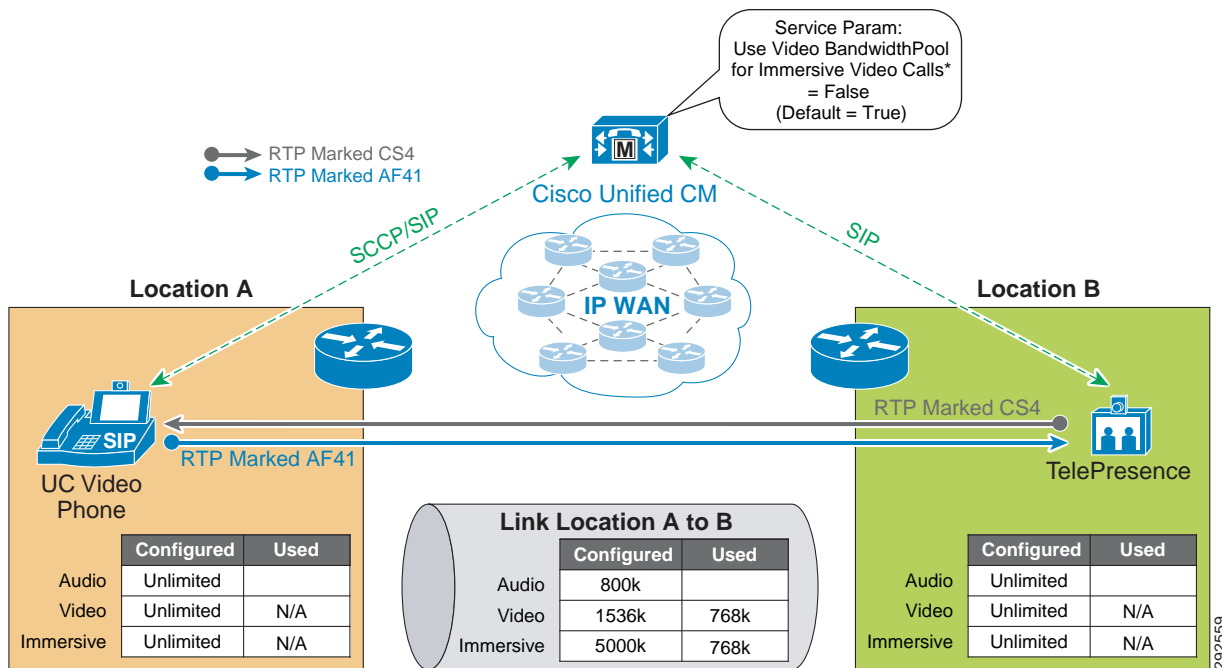 Service Param:
Use Video BandwidthPool
for Immersive Video Calls*
= False
(Default = True)
RTP Marked CS4
RTP Marked AF41
M
Cisco Unified CM
SCCP/SIP
SIP
IP WAN
Location A
Location B
RTP Marked CS4
SIP
RTP Marked AF41
UC Video
Phone
TelePresence
Configured Used
Audio Unlimited
Video Unlimited N/A
Immersive Unlimited N/A
Link Location A to B
Configured Used
Audio 800k
Video 1536k 768k
Immersive 5000k 768k
Configured Used
Audio Unlimited
Video Unlimited N/A
Immersive Unlimited N/A
292559